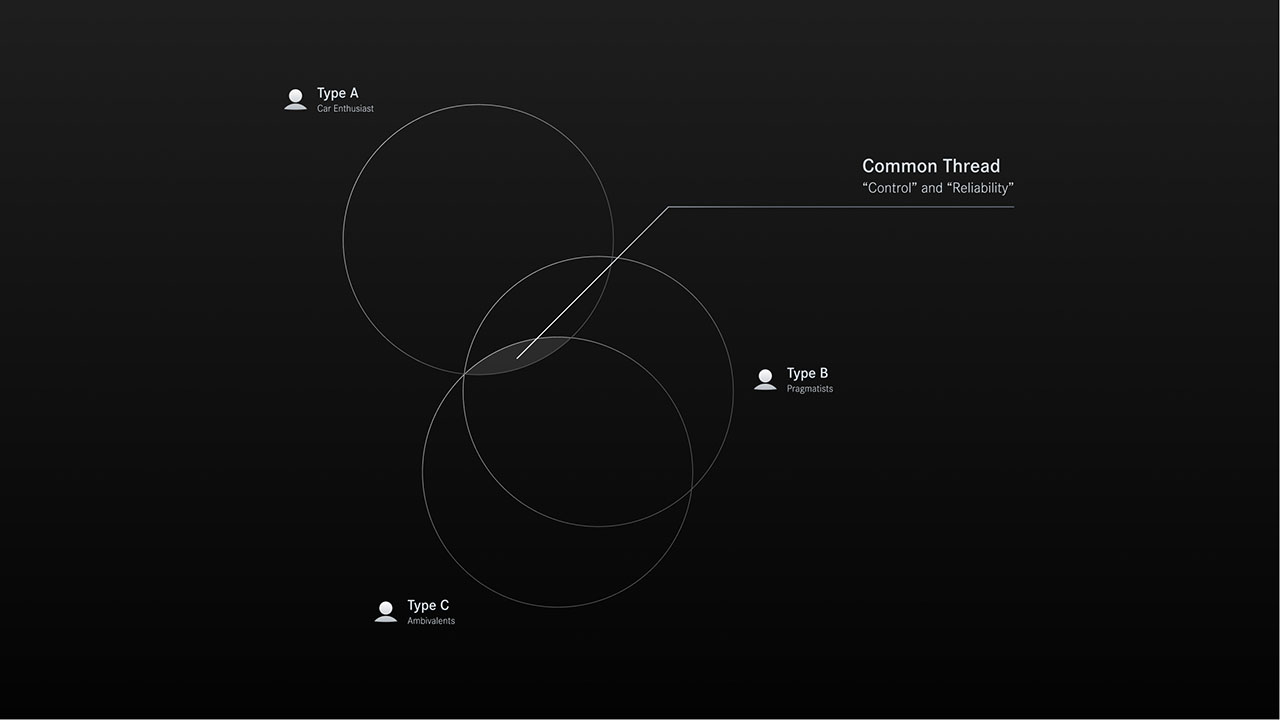 Type A
Car Enthusiast
Common Thread
“Control” and “Reliability”
Type B
Pragmatists
Type C
Ambivalents